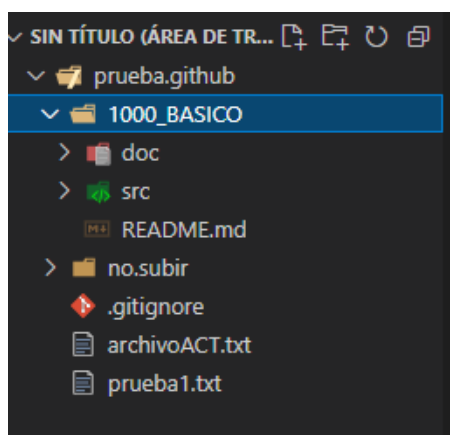 SIN TÍTULO (ÁREA DE TR...
prueba.github
1000_BASICO
doc
src
README.md
no.subir
.gitignore
archivoACT.txt
prueba1.txt